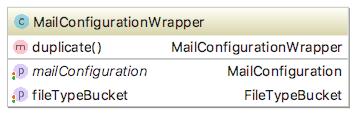 C MailConfigurationWrapper
m duplicate() MailConfigurationWrapper
p mailConfiguration MailConfiguration
p fileTypeBucket FileTypeBucket